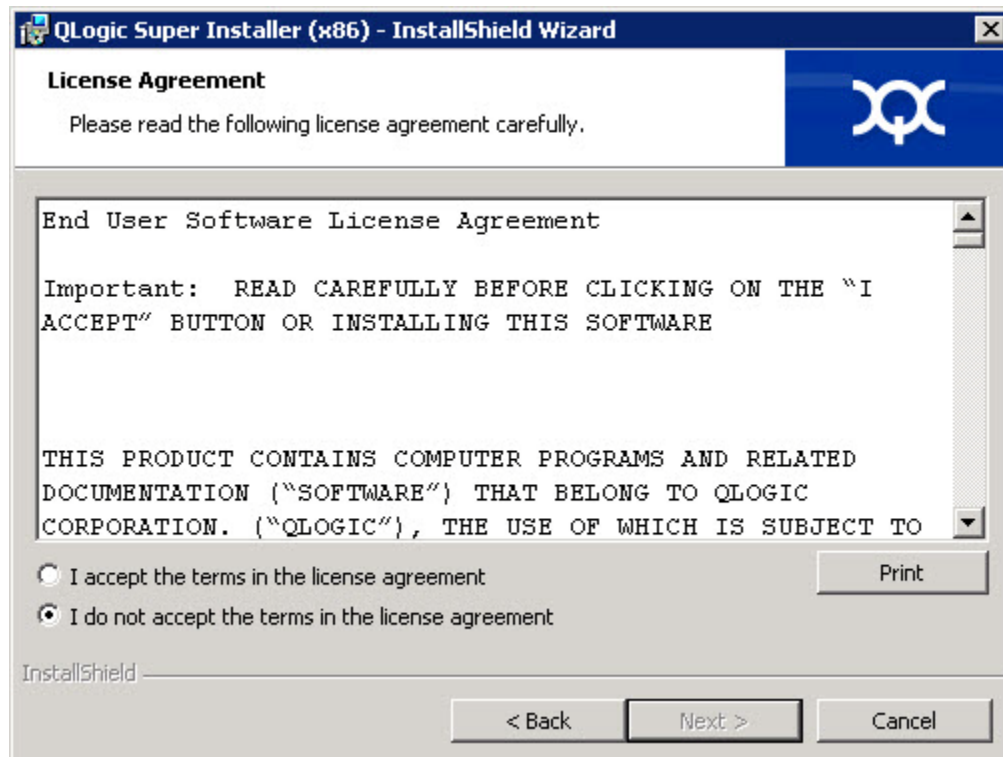 QLogic Super Installer (x86) - InstallShield Wizard
License Agreement
Please read the following license agreement carefully.
End User Software License Agreement
Important:  READ CAREFULLY BEFORE CLICKING ON THE “I
ACCEPT” BUTTON OR INSTALLING THIS SOFTWARE
THIS PRODUCT CONTAINS COMPUTER PROGRAMS AND RELATED
DOCUMENTATION (“SOFTWARE”) THAT BELONG TO QLOGIC
CORPORATION. (“QLOGIC”), THE USE OF WHICH IS SUBJECT TO
I accept the terms in the license agreement
Print
I do not accept the terms in the license agreement
InstallShield
< Back
Next >
Cancel